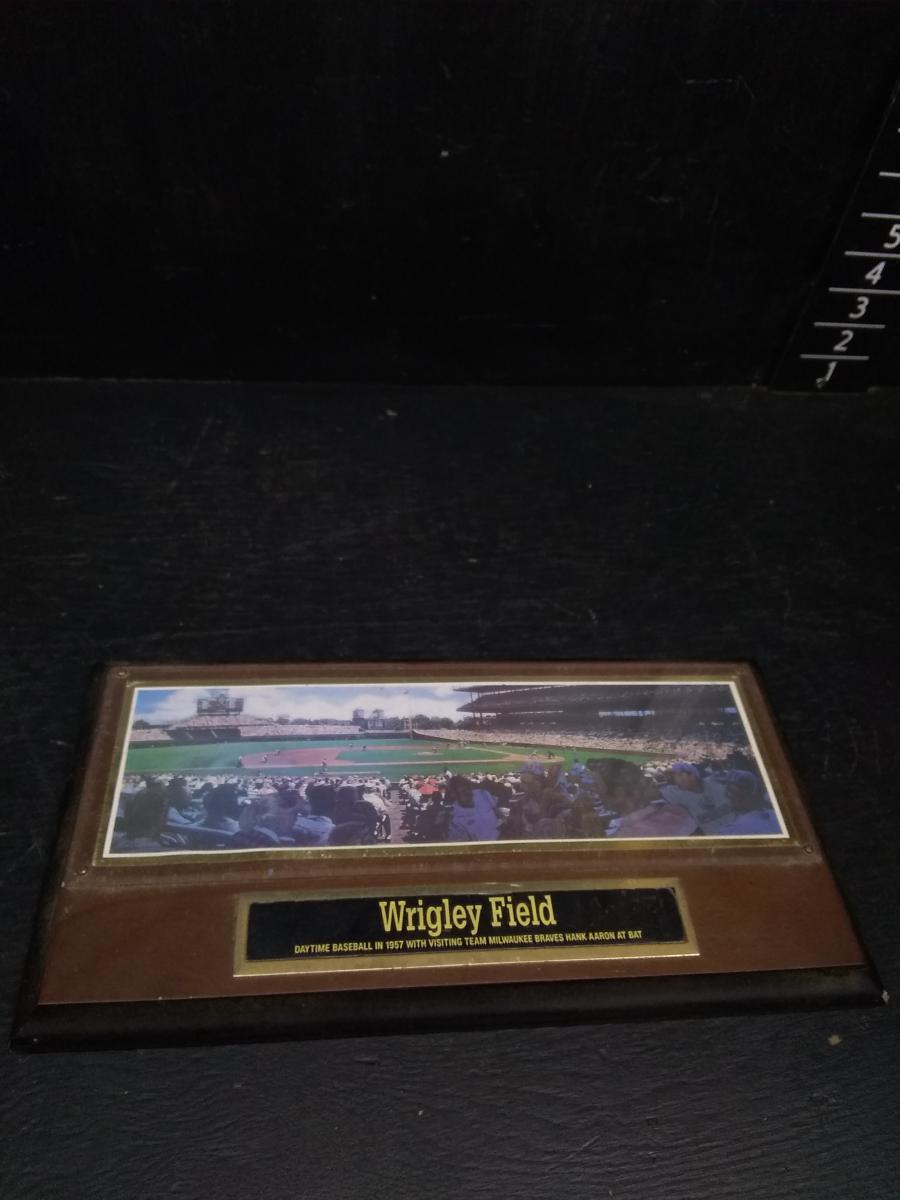 5
4
3
2
1
Wrigley Field
DAYTIME BASEBALL IN 1957 WITH VISITING TEAM MILWAUKEE BRAVES HANK AARON AT BAT